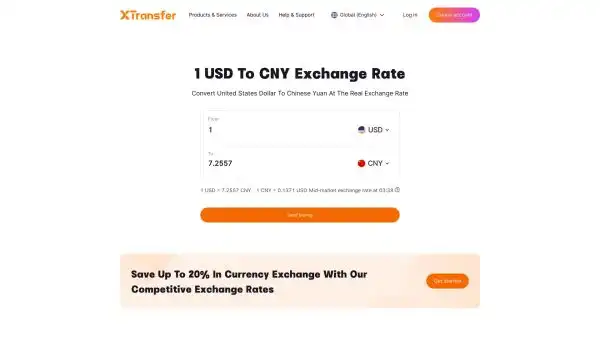 XTransfer
Products & Services About Us Help & Support Global (English) Log in Create account
1 USD To CNY Exchange Rate
Convert United States Dollar To Chinese Yuan At The Real Exchange Rate
From
1 USD
To
7.2557 CNY
1 USD = 7.2557 CNY 1 CNY = 0.1371 USD Mid-market exchange rate at 03:28
Send Money
Save Up To 20% In Currency Exchange With Our
Competitive Exchange Rates
Get started